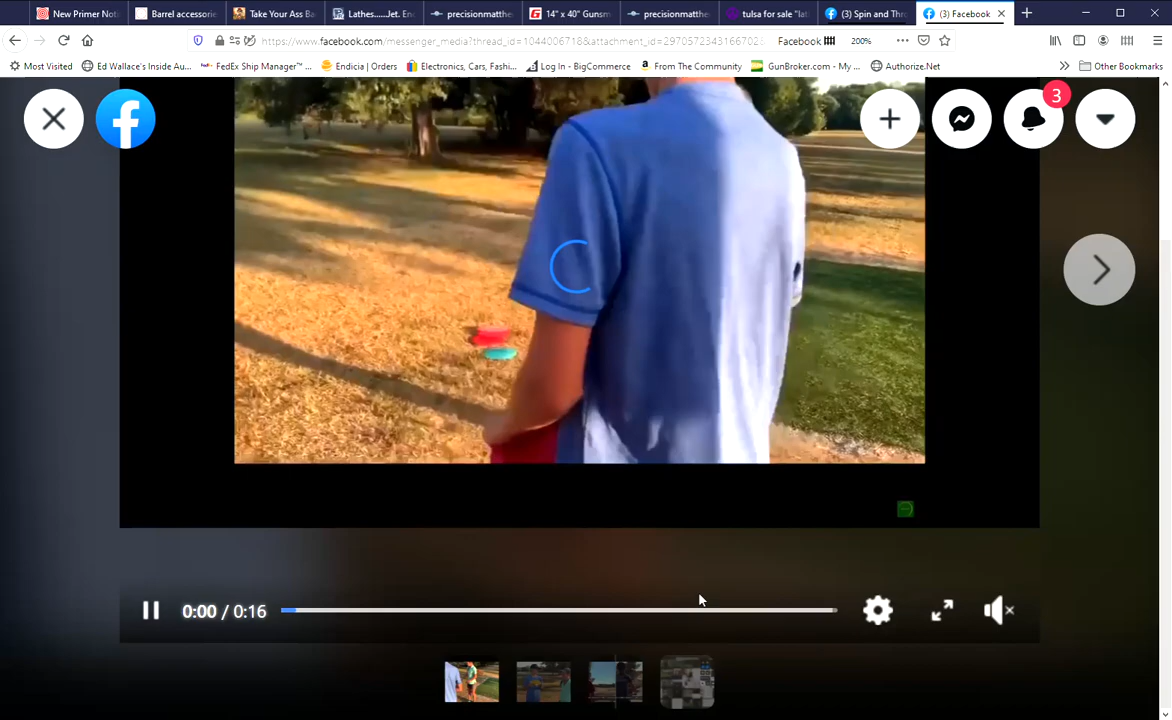 New Primer Noti
Barrel accessorie
Take Your Ass Ba
Lathes......Jet. En
precisionmatthe
14" x 40" Gunsm
precisionmatthe
tulsa for sale "lat
(3) Spin and Thr
(3) Facebook
https://www.facebook.com/messenger_media?thread_id=1044006718&attachment_id=29705723431667028
Facebook
200%
Most Visited
Ed Wallace's Inside Au...
FedEx Ship Manager™ ...
Endicia | Orders
Electronics, Cars, Fashi...
Log In - BigCommerce
From The Community
GunBroker.com - My ...
Authorize.Net
Other Bookmarks
3
0:00 / 0:16